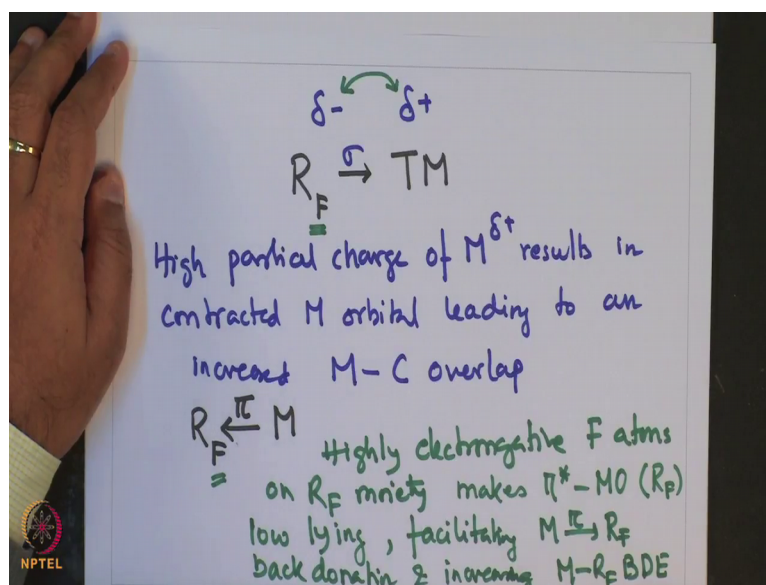 δ- δ+
R_F σ→ TM
High partial charge of M^δ+ results in
contracted M orbital leading to an
increased M-C overlap
R_F ←π M
Highly electronegative F atoms
on R_F moiety makes π*-MO (R_F)
low lying, facilitating M π→ R_F
back donation & increasing M-R_F BDE
NPTEL